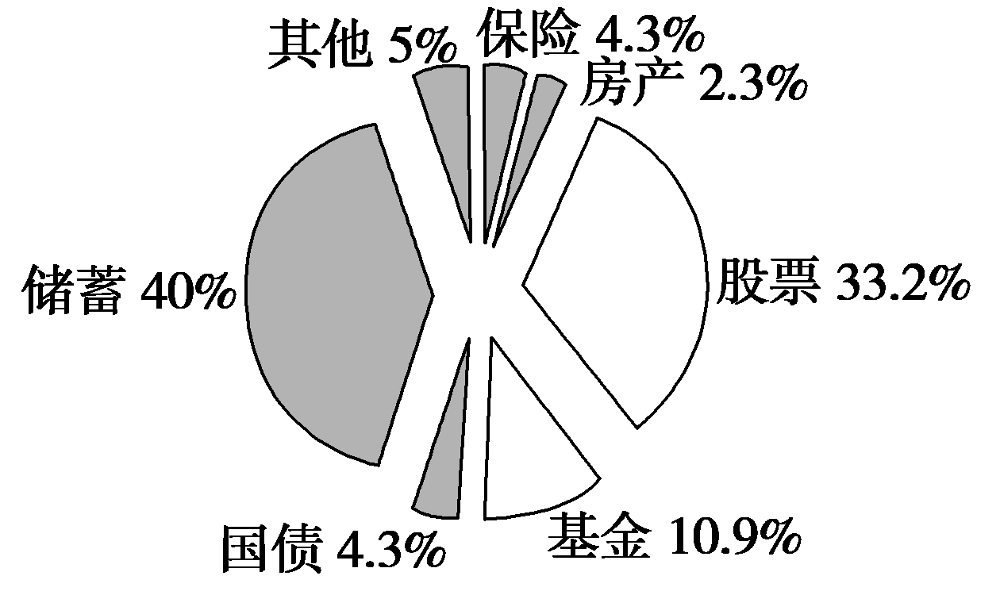 其他 5%
保险 4.3%
房产 2.3%
储蓄 40%
股票 33.2%
国债 4.3%
基金 10.9%